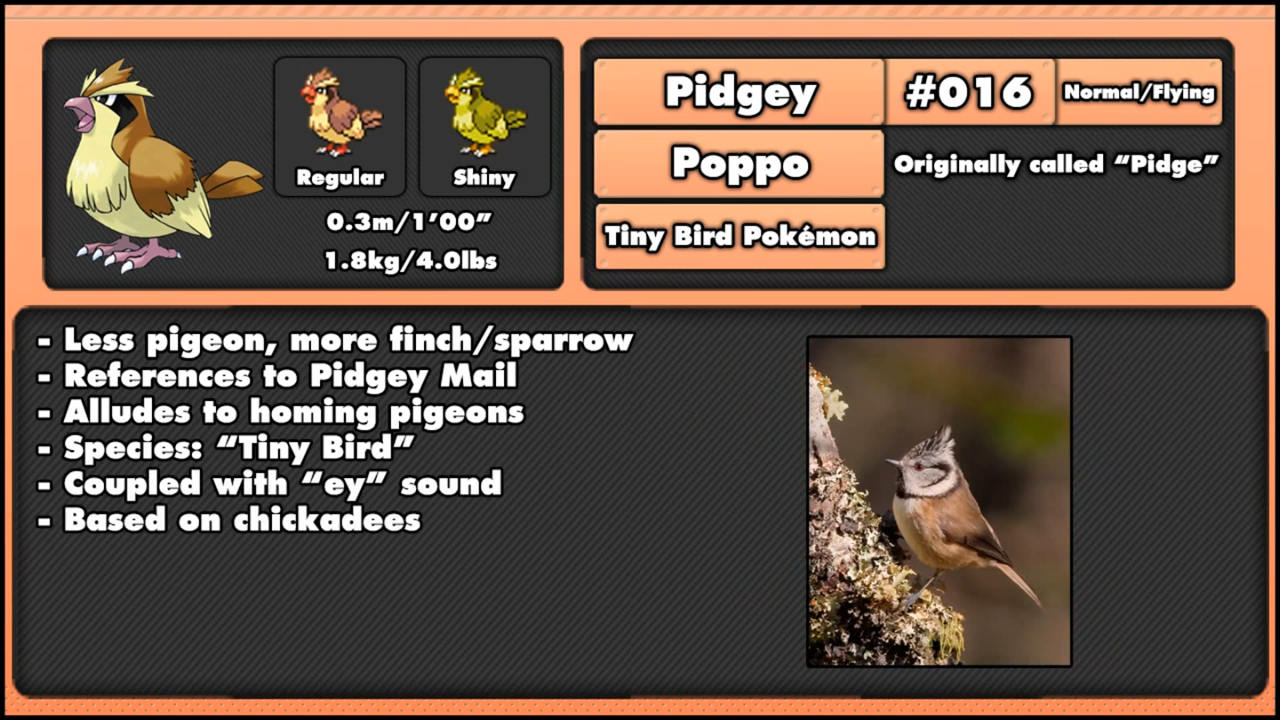 Regular
Shiny
0.3m/1’00”
1.8kg/4.0lbs
Pidgey
#016
Normal/Flying
Poppo
Originally called “Pidge”
Tiny Bird Pokémon
- Less pigeon, more finch/sparrow
- References to Pidgey Mail
- Alludes to homing pigeons
- Species: “Tiny Bird”
- Coupled with “ey” sound
- Based on chickadees